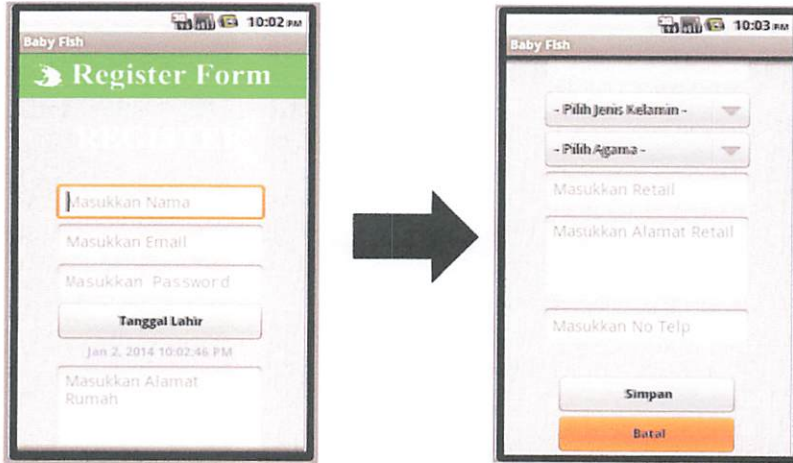 10:02 PM
Baby Fish
Register Form
Masukkan Nama
Masukkan Email
Masukkan Password
Tanggal Lahir
Jan 2, 2014 10:02:46 PM
Masukkan Alamat
Rumah
10:03 PM
Baby Fish
- Pilih Jenis Kelamin -
- Pilih Agama -
Masukkan Retail
Masukkan Alamat Retail
Masukkan No Telp
Simpan
Batal